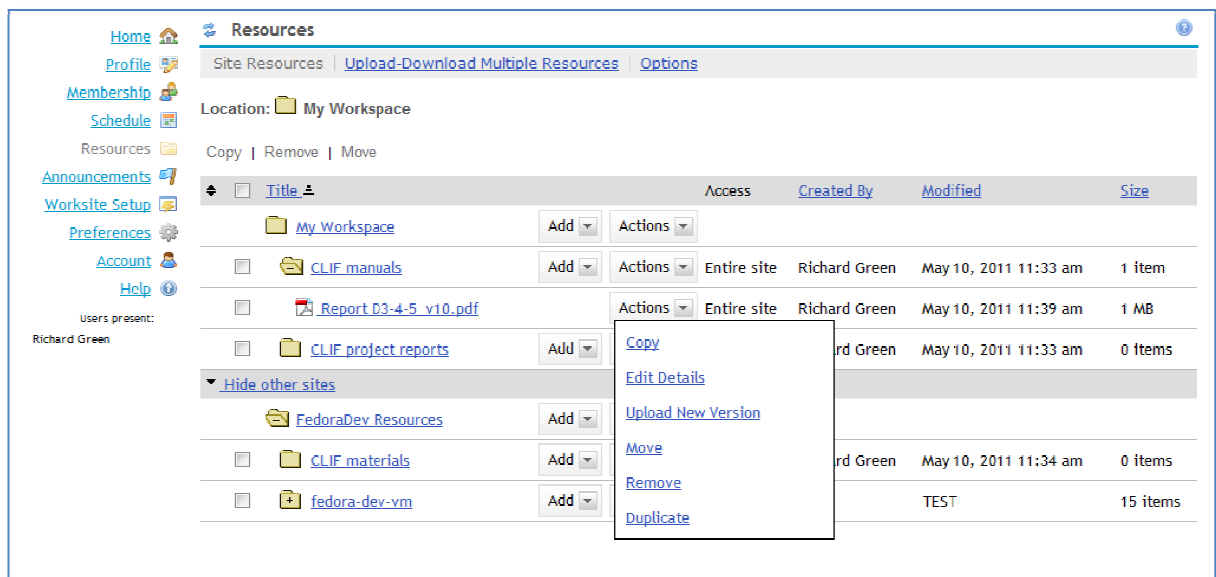 Home
Profile
Membership
Schedule
Resources
Announcements
Worksite Setup
Preferences
Account
Help
Users present:
Richard Green
Resources
Site Resources | Upload-Download Multiple Resources | Options
Location: My Workspace
Copy | Remove | Move
Title Access Created By Modified Size
My Workspace Add Actions
CLIF manuals Add Actions Entire site Richard Green May 10, 2011 11:33 am 1 item
Report D3-4-5_v10.pdf Actions Entire site Richard Green May 10, 2011 11:39 am 1 MB
CLIF project reports Add rd Green May 10, 2011 11:33 am 0 items
Hide other sites
FedoraDev Resources Add
CLIF materials Add rd Green May 10, 2011 11:34 am 0 items
fedora-dev-vm Add TEST 15 items
Copy
Edit Details
Upload New Version
Move
Remove
Duplicate